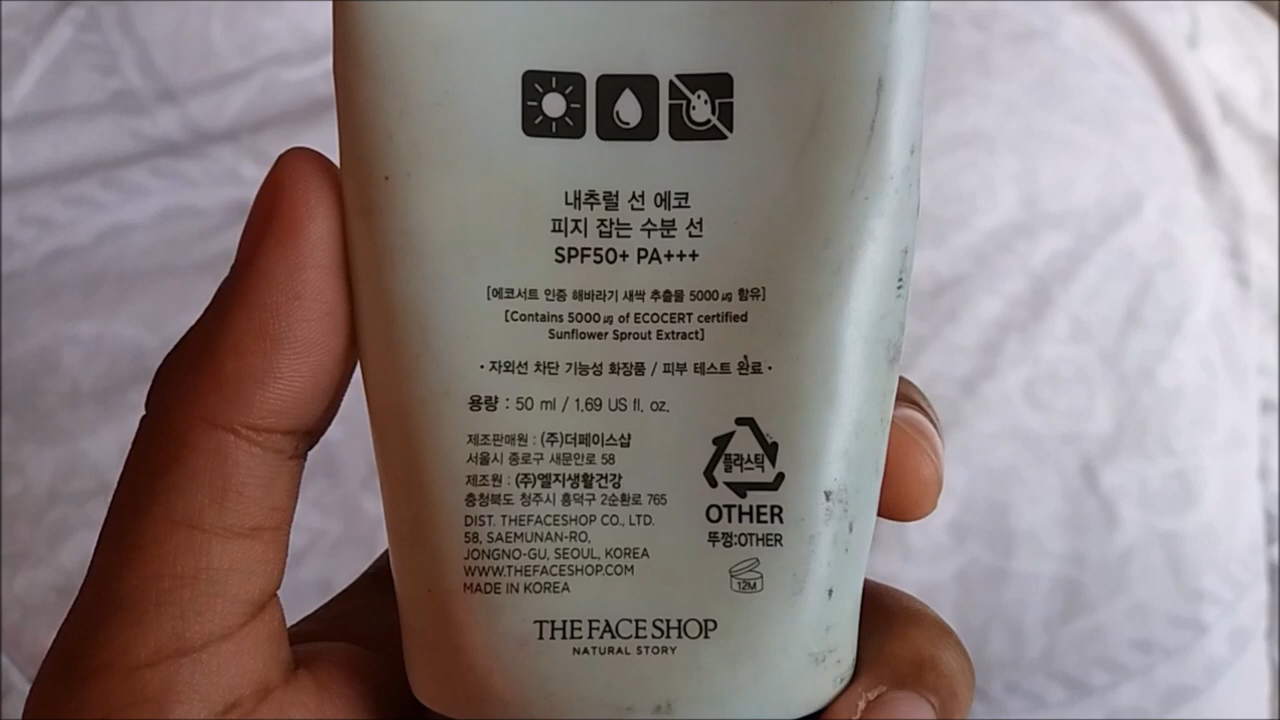 내추럴 선 에코
피지 잡는 수분 선
SPF50+ PA+++
[에코서트 인증 해바라기 새싹 추출물 5000㎍ 함유]
[Contains 5000㎍ of ECOCERT certified
Sunflower Sprout Extract]
• 자외선 차단 기능성 화장품 / 피부 테스트 완료 •
용량 : 50 ml / 1.69 US fl. oz.
제조판매원 : (주)더페이스샵
서울시 종로구 새문안로 58
제조원 : (주)엘지생활건강
충청북도 청주시 흥덕구 2순환로 765
DIST. THEFACESHOP CO., LTD.
58, SAEMUNAN-RO,
JONGNO-GU, SEOUL, KOREA
WWW.THEFACESHOP.COM
MADE IN KOREA
플라스틱
OTHER
뚜껑:OTHER
12M
THE FACE SHOP
NATURAL STORY